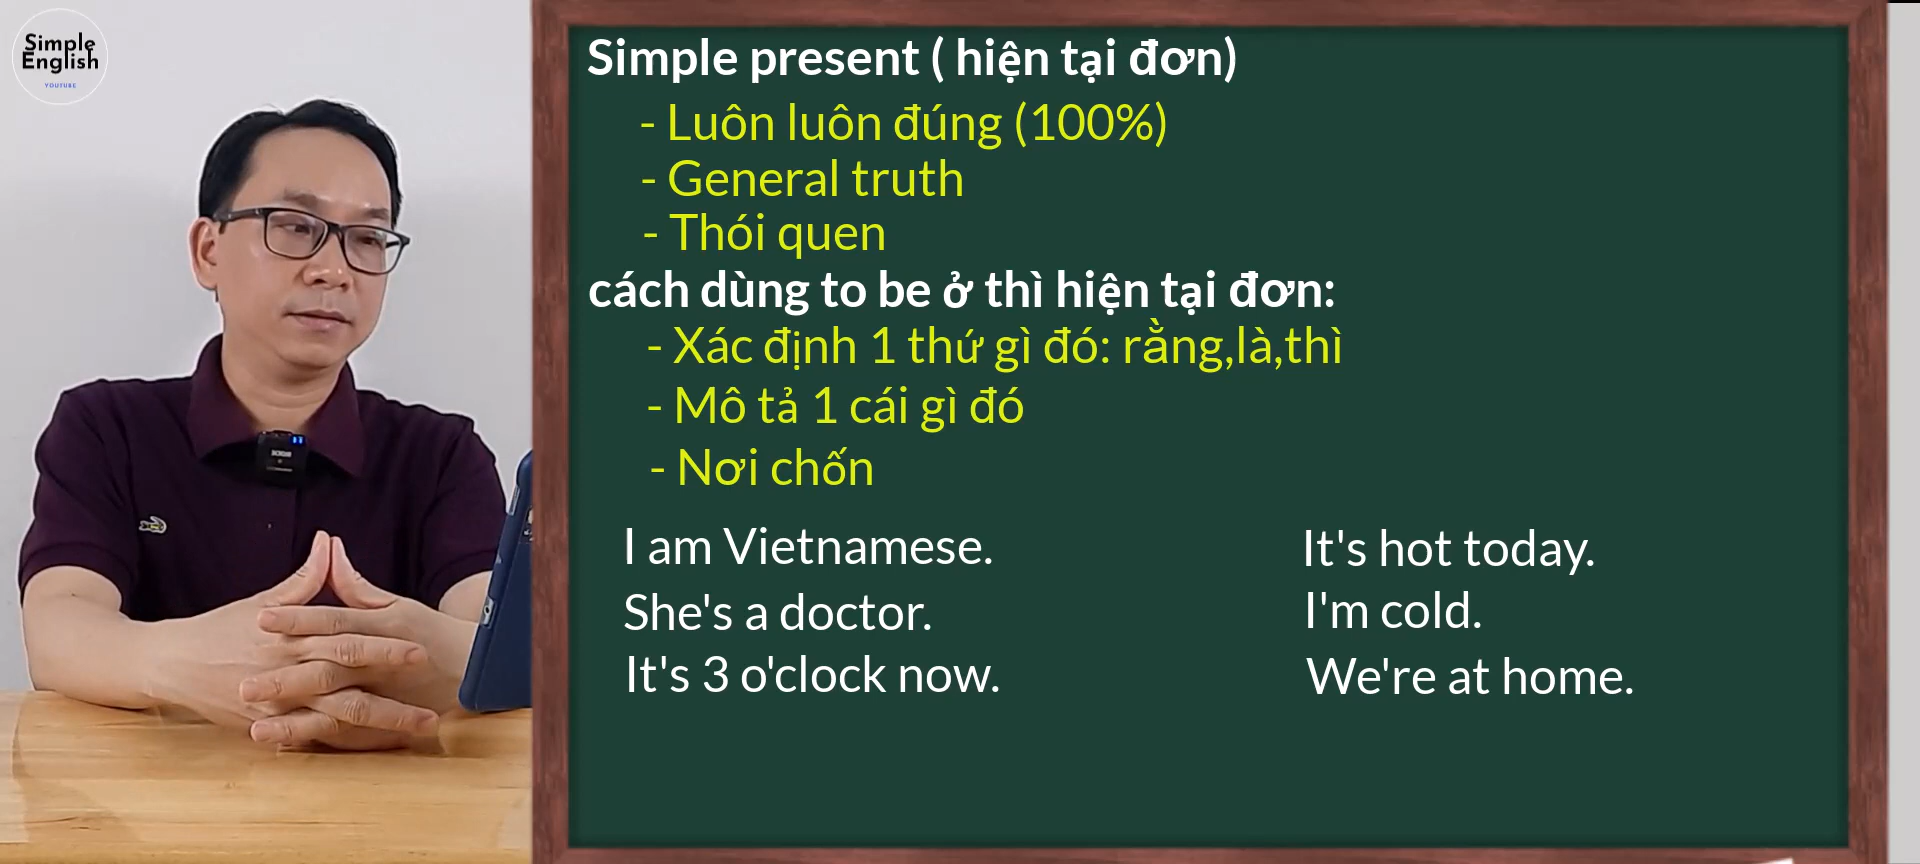 Simple
English
YOUTUBE
Simple present ( hiện tại đơn)
- Luôn luôn đúng (100%)
- General truth
- Thói quen
cách dùng to be ở thì hiện tại đơn:
- Xác định 1 thứ gì đó: rằng,là,thì
- Mô tả 1 cái gì đó
- Nơi chốn
I am Vietnamese.
She's a doctor.
It's 3 o'clock now.
It's hot today.
I'm cold.
We're at home.